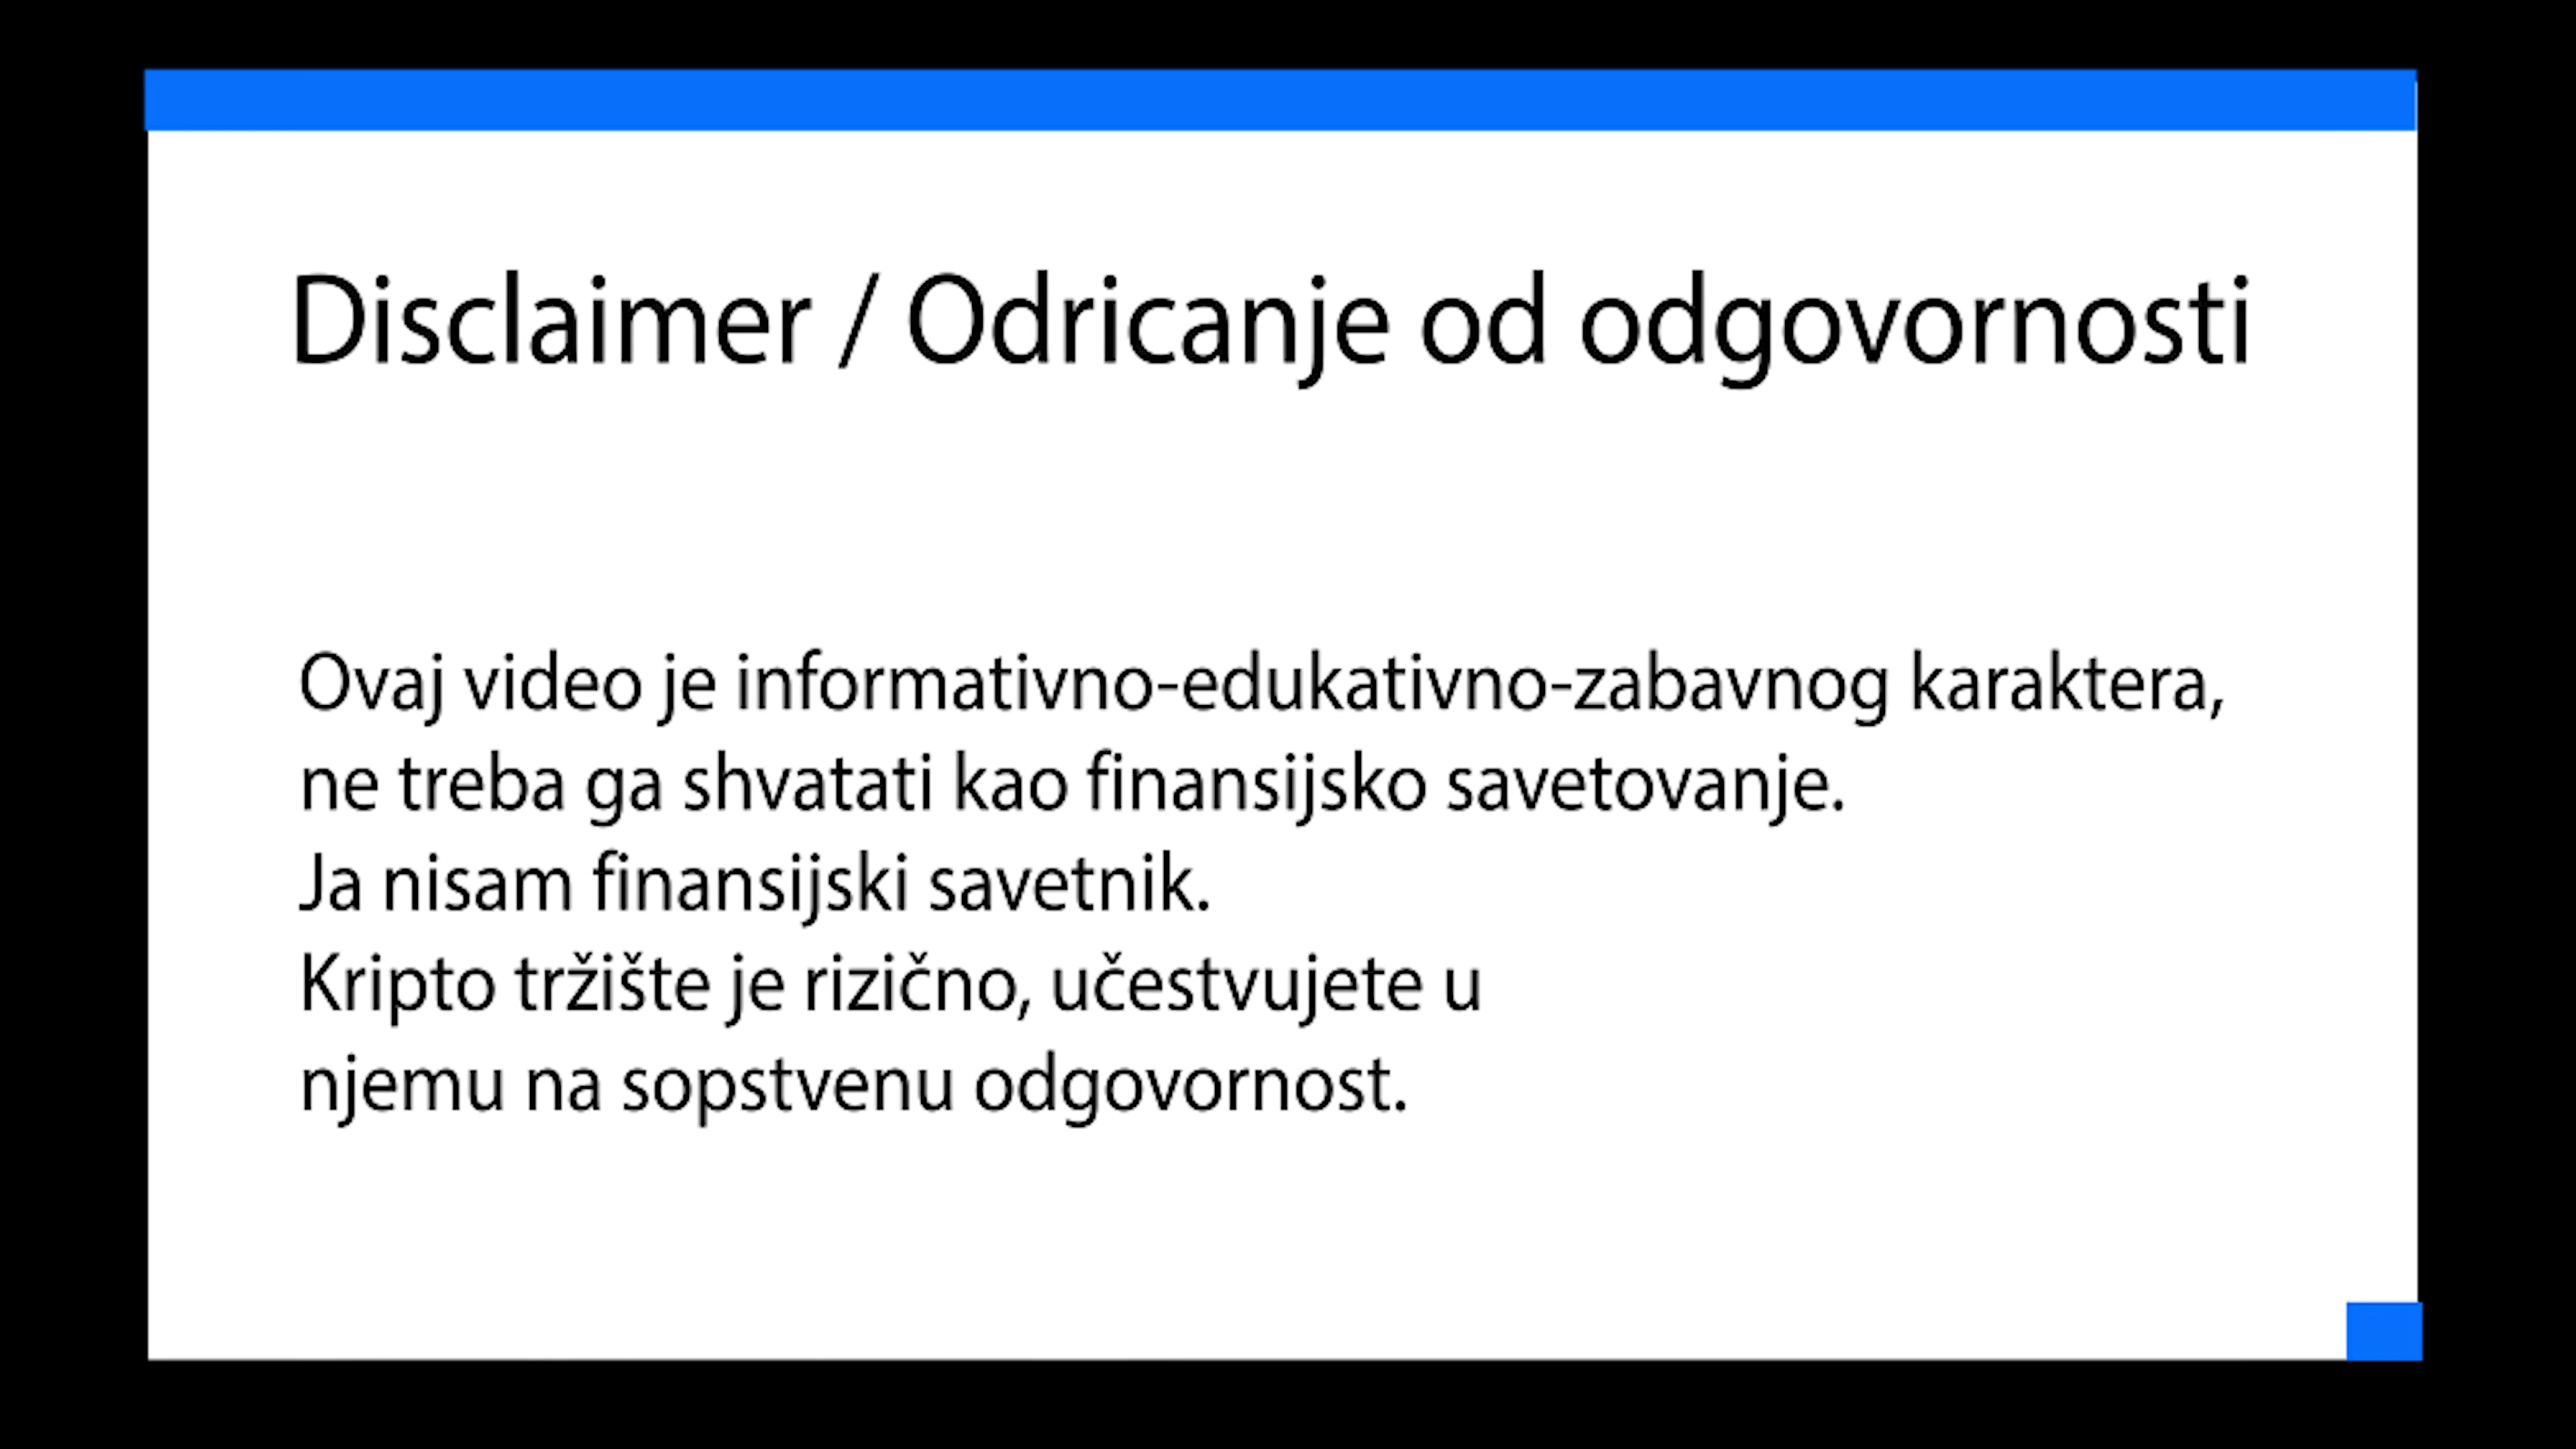 Disclaimer / Odricanje od odgovornosti
Ovaj video je informativno-edukativno-zabavnog karaktera,
ne treba ga shvatati kao finansijsko savetovanje.
Ja nisam finansijski savetnik.
Kripto tržište je rizično, učestvujete u
njemu na sopstvenu odgovornost.